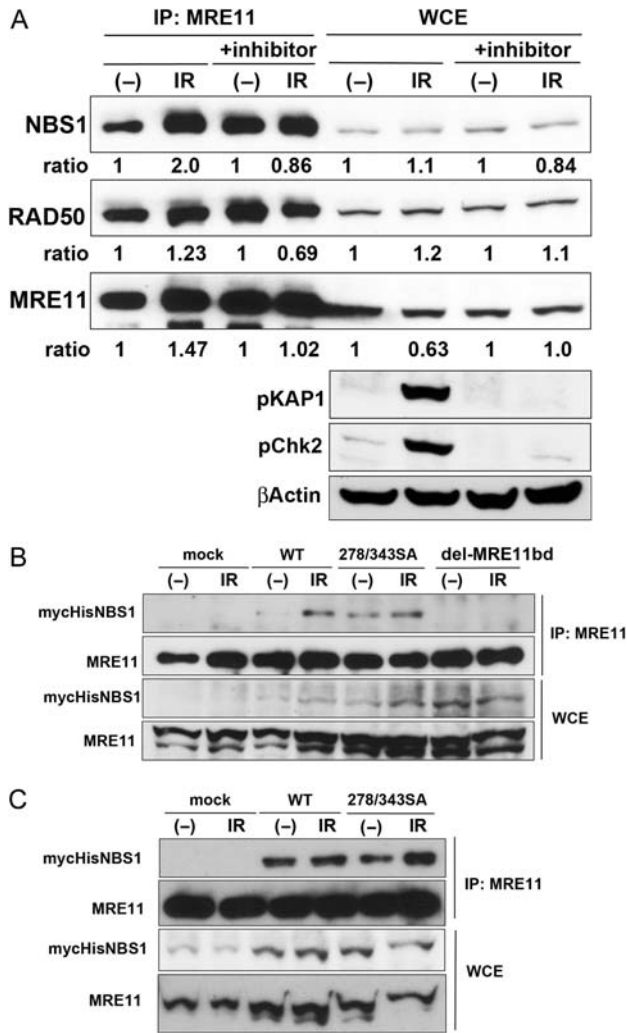 A
IP: MRE11 WCE
+inhibitor +inhibitor
(–) IR (–) IR (–) IR (–) IR
NBS1
ratio 1 2.0 1 0.86 1 1.1 1 0.84
RAD50
ratio 1 1.23 1 0.69 1 1.2 1 1.1
MRE11
ratio 1 1.47 1 1.02 1 0.63 1 1.0
pKAP1
pChk2
βActin
B
mock WT 278/343SA del-MRE11bd
(–) IR (–) IR (–) IR (–) IR
mycHisNBS1
MRE11
IP: MRE11
mycHisNBS1
MRE11
WCE
C
mock WT 278/343SA
(–) IR (–) IR (–) IR
mycHisNBS1
MRE11
IP: MRE11
mycHisNBS1
MRE11
WCE